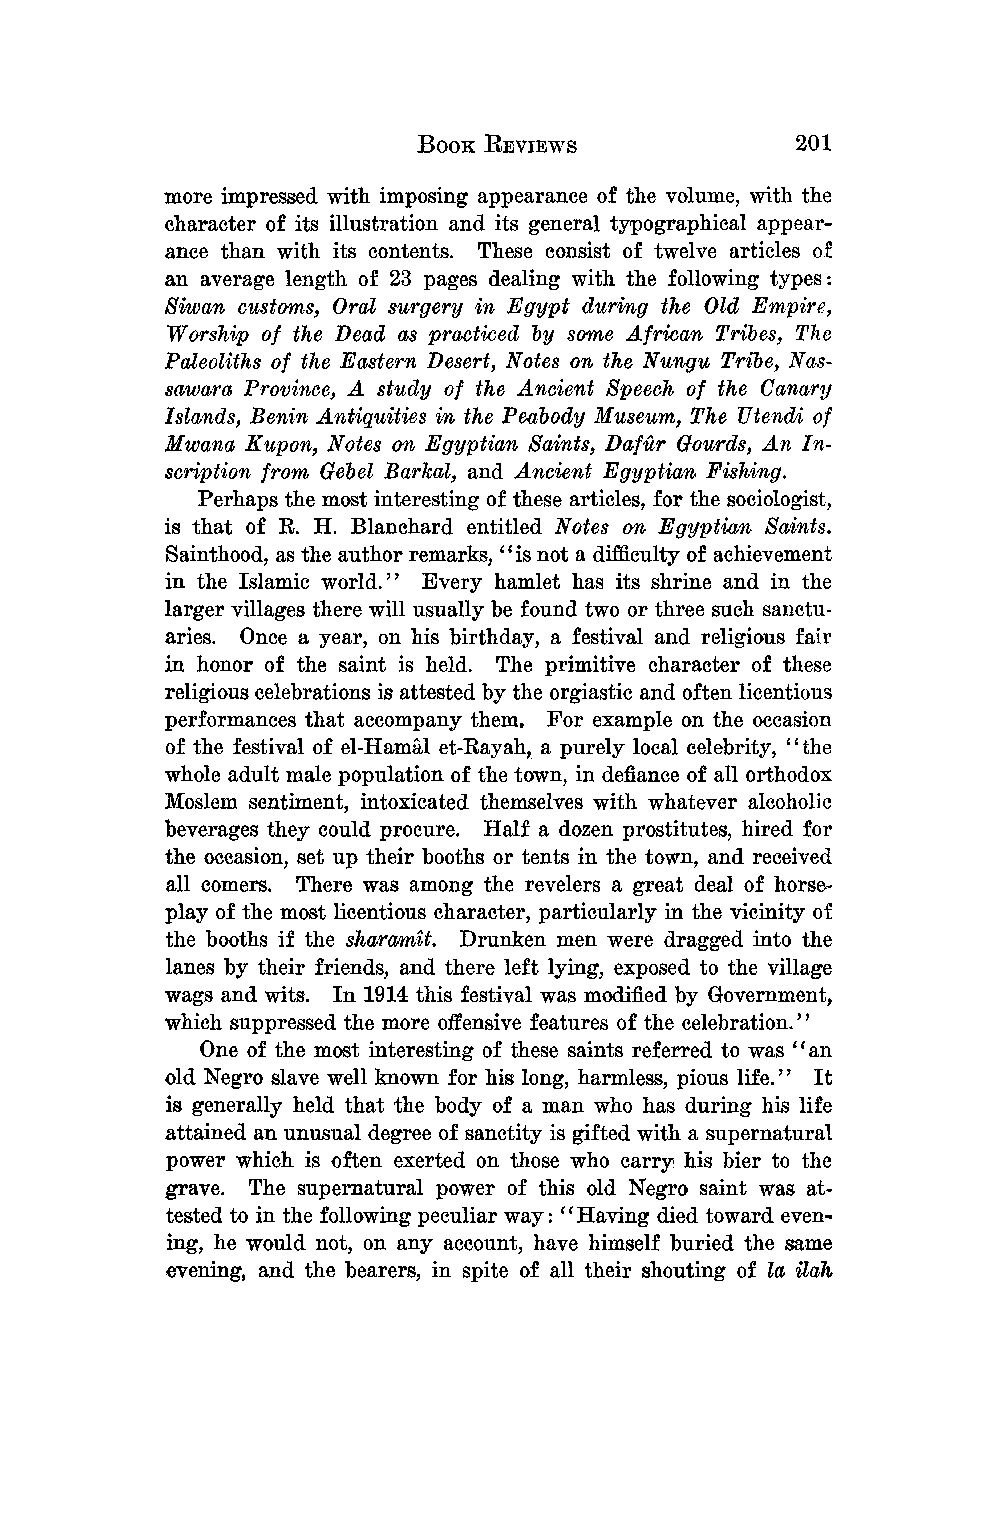 BOOK REVIEWS 201
more impressed with imposing appearance of the volume, with the
character of its illustration and its general typographical appear-
ance than with its contents. These consist of twelve articles of
an average length of 23 pages dealing with the following types:
Siwan customs, Oral surgery in Egypt during the Old Empire,
Worship of the Dead as practiced by some African Tribes, The
Paleoliths of the Eastern Desert, Notes on the Nungu Tribe, Nas-
sawara Province, A study of the Ancient Speech of the Canary
Islands, Benin Antiquities in the Peabody Museum, The Utendi of
Mwana Kupon, Notes on Egyptian Saints, Dafûr Gourds, An In-
scription from Gebel Barkal, and Ancient Egyptian Fishing.
Perhaps the most interesting of these articles, for the sociologist,
is that of R. H. Blanchard entitled Notes on Egyptian Saints.
Sainthood, as the author remarks, "is not a difficulty of achievement
in the Islamic world." Every hamlet has its shrine and in the
larger villages there will usually be found two or three such sanctu-
aries. Once a year, on his birthday, a festival and religious fair
in honor of the saint is held. The primitive character of these
religious celebrations is attested by the orgiastic and often licentious
performances that accompany them. For example on the occasion
of the festival of el-Hamâl et-Rayah, a purely local celebrity, "the
whole adult male population of the town, in defiance of all orthodox
Moslem sentiment, intoxicated themselves with whatever alcoholic
beverages they could procure. Half a dozen prostitutes, hired for
the occasion, set up their booths or tents in the town, and received
all comers. There was among the revelers a great deal of horse-
play of the most licentious character, particularly in the vicinity of
the booths if the sharamît. Drunken men were dragged into the
lanes by their friends, and there left lying, exposed to the village
wags and wits. In 1914 this festival was modified by Government,
which suppressed the more offensive features of the celebration."
One of the most interesting of these saints referred to was "an
old Negro slave well known for his long, harmless, pious life." It
is generally held that the body of a man who has during his life
attained an unusual degree of sanctity is gifted with a supernatural
power which is often exerted on those who carry his bier to the
grave. The supernatural power of this old Negro saint was at-
tested to in the following peculiar way: "Having died toward even-
ing, he would not, on any account, have himself buried the same
evening, and the bearers, in spite of all their shouting of la ilah